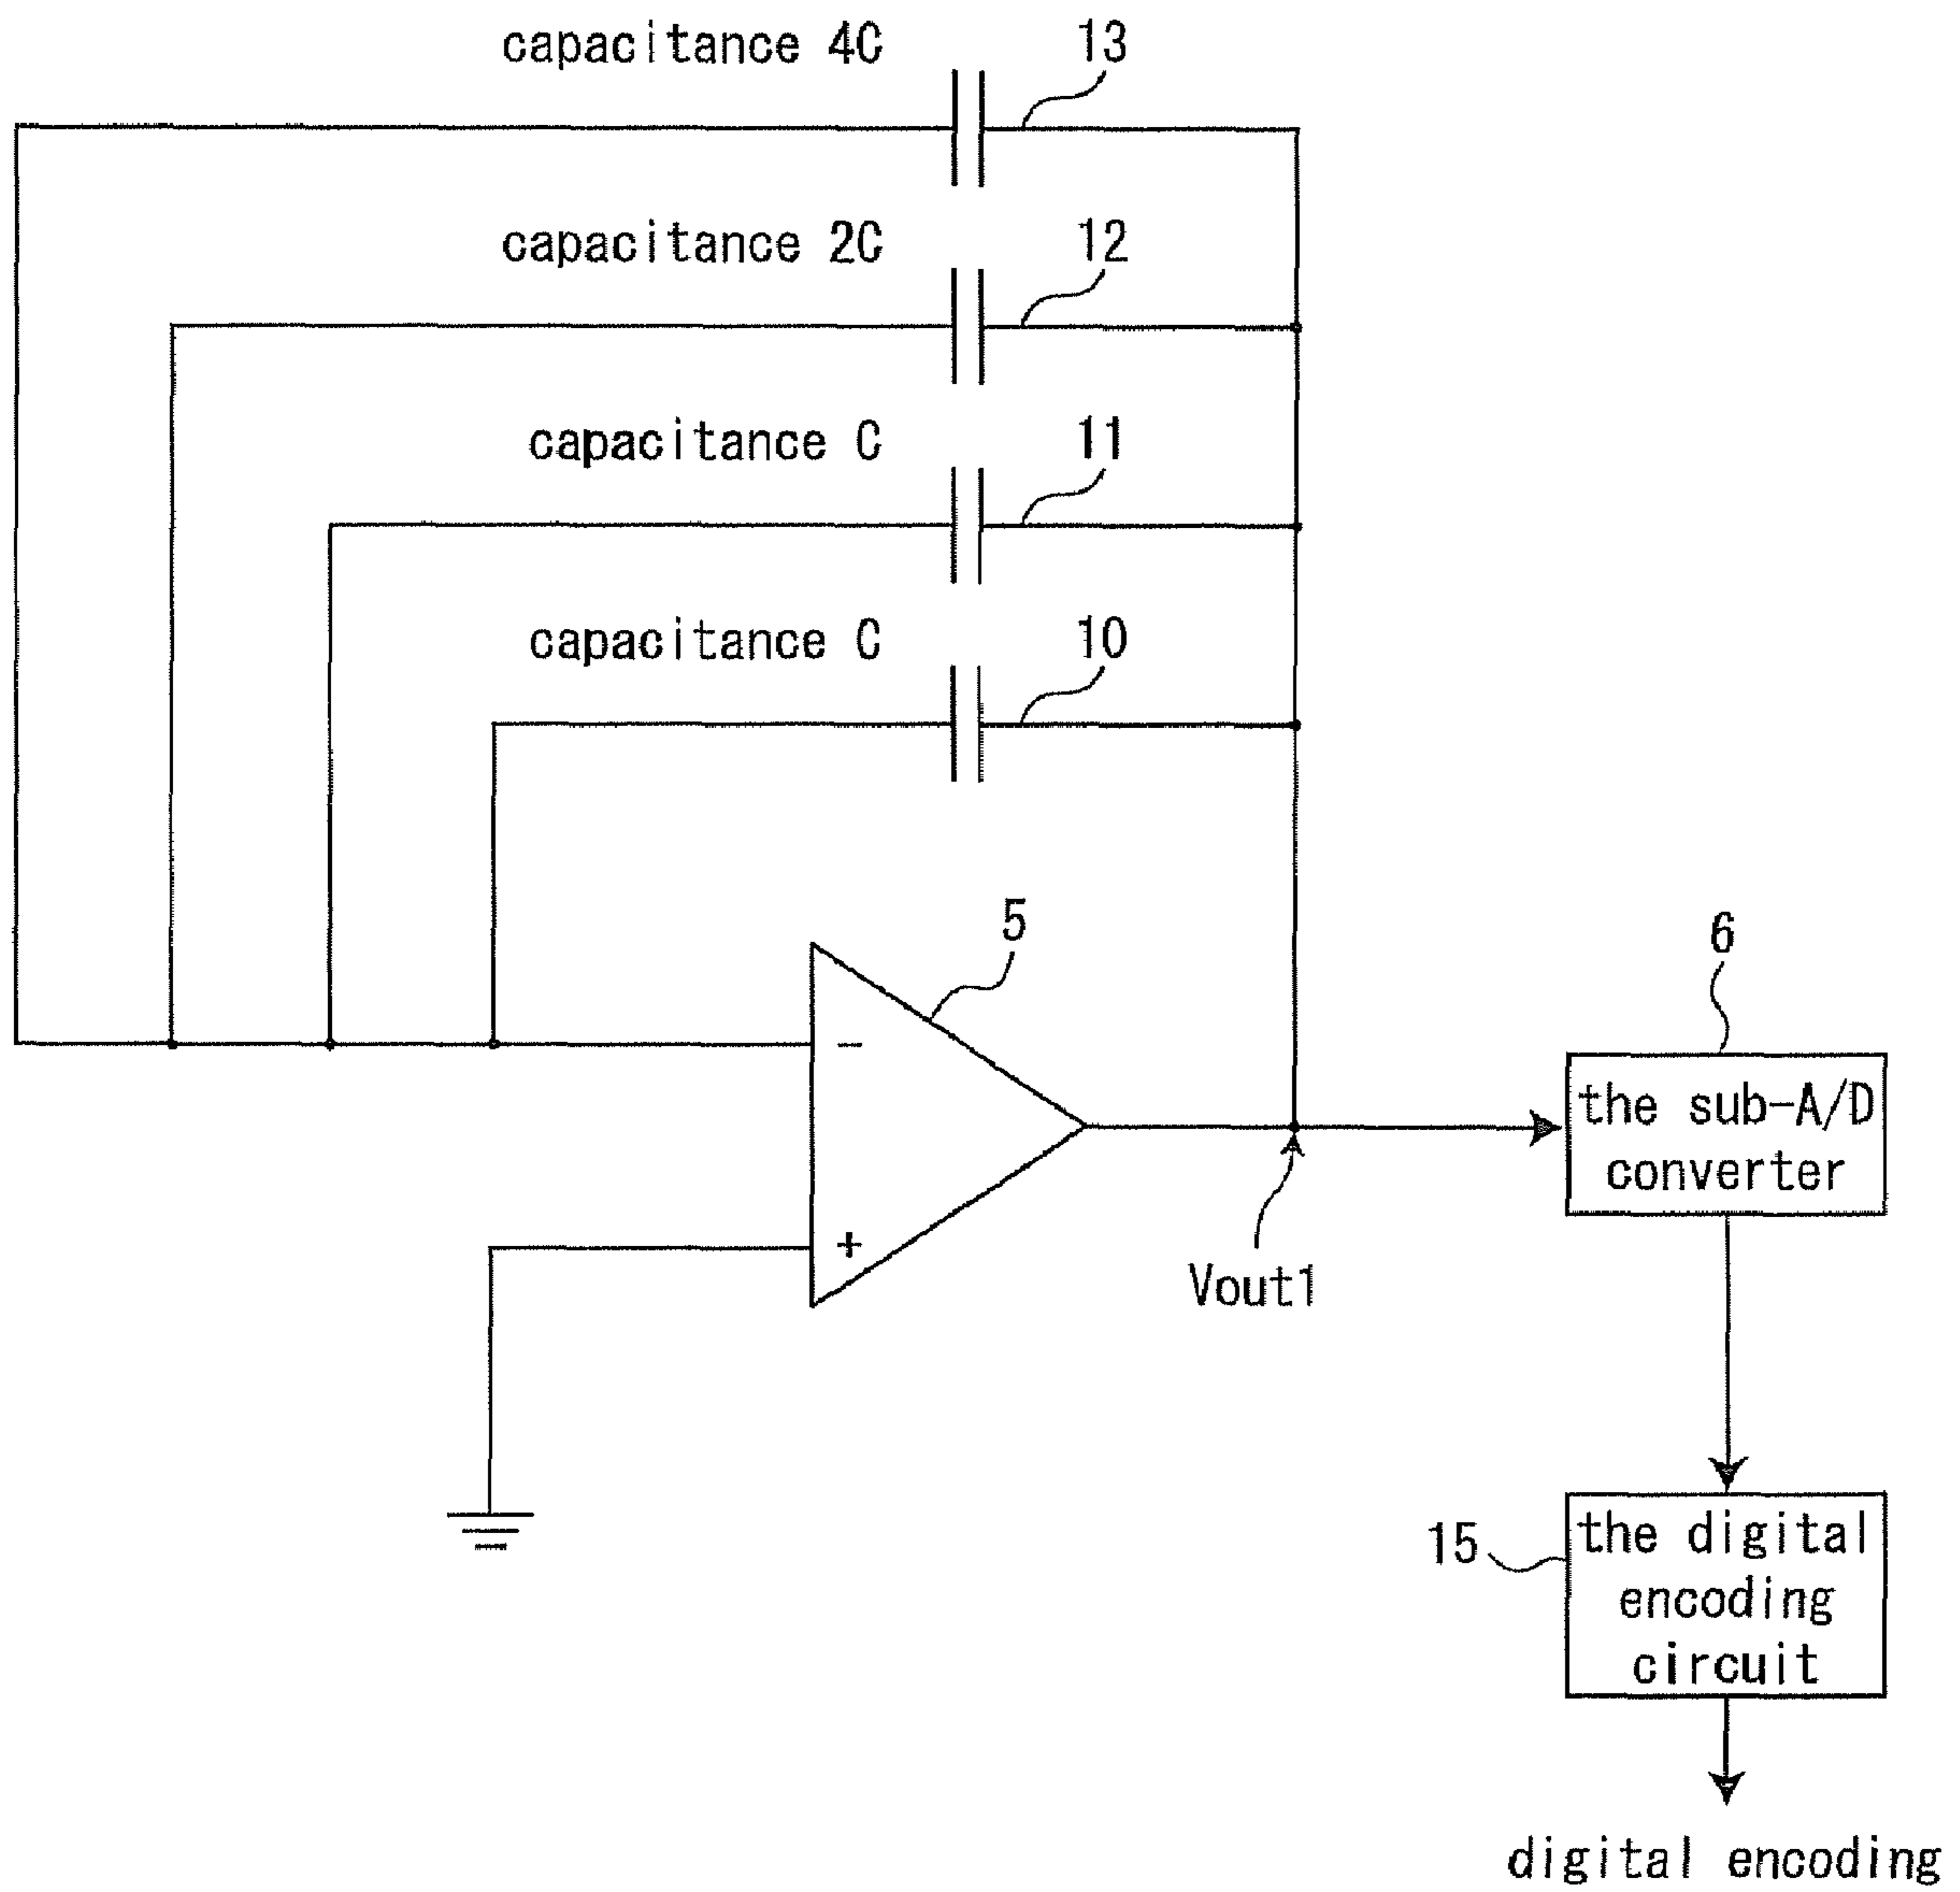 capacitance 4C 13
capacitance 2C 12
capacitance C 11
capacitance C 10
5
6
-
the sub-A/D
converter
+
Vout1
15
the digital
encoding
circuit
digital encoding